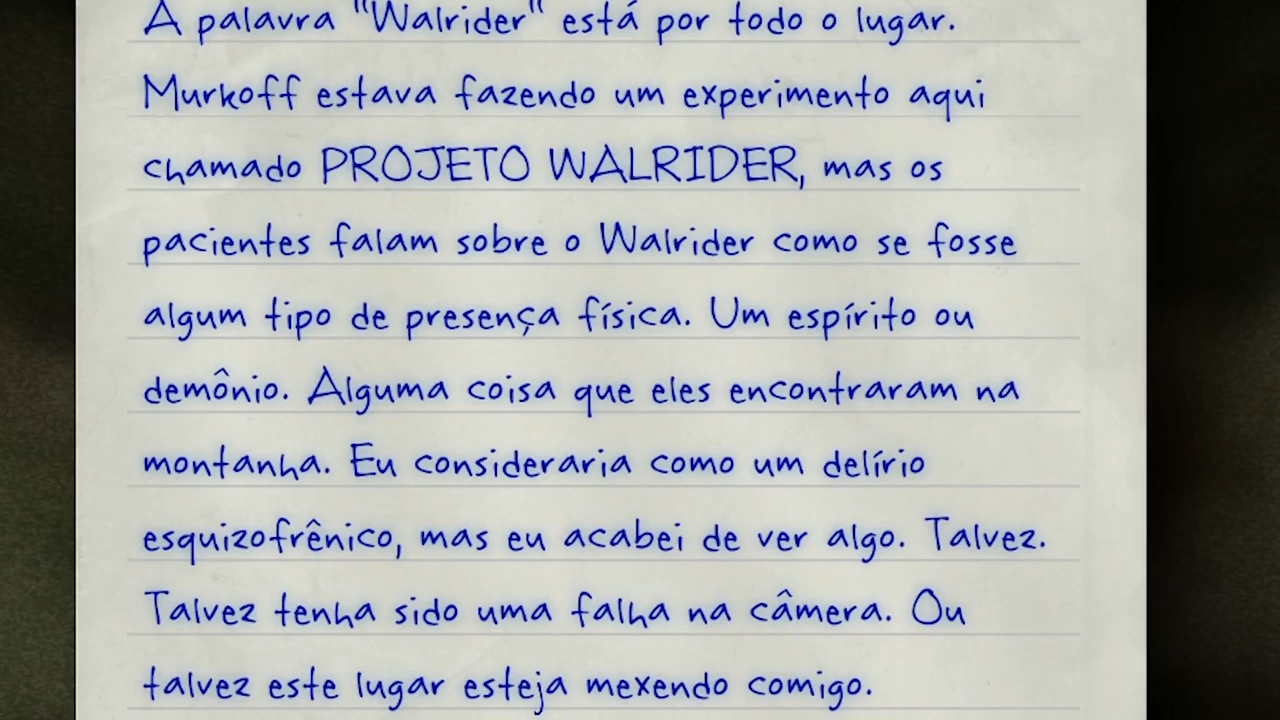 A palavra "Walrider" está por todo o lugar.
Murkoff estava fazendo um experimento aqui
chamado PROJETO WALRIDER, mas os
pacientes falam sobre o Walrider como se fosse
algum tipo de presença física. Um espírito ou
demônio. Alguma coisa que eles encontraram na
montanha. Eu consideraria como um delírio
esquizofrênico, mas eu acabei de ver algo. Talvez.
Talvez tenha sido uma falha na câmera. Ou
talvez este lugar esteja mexendo comigo.